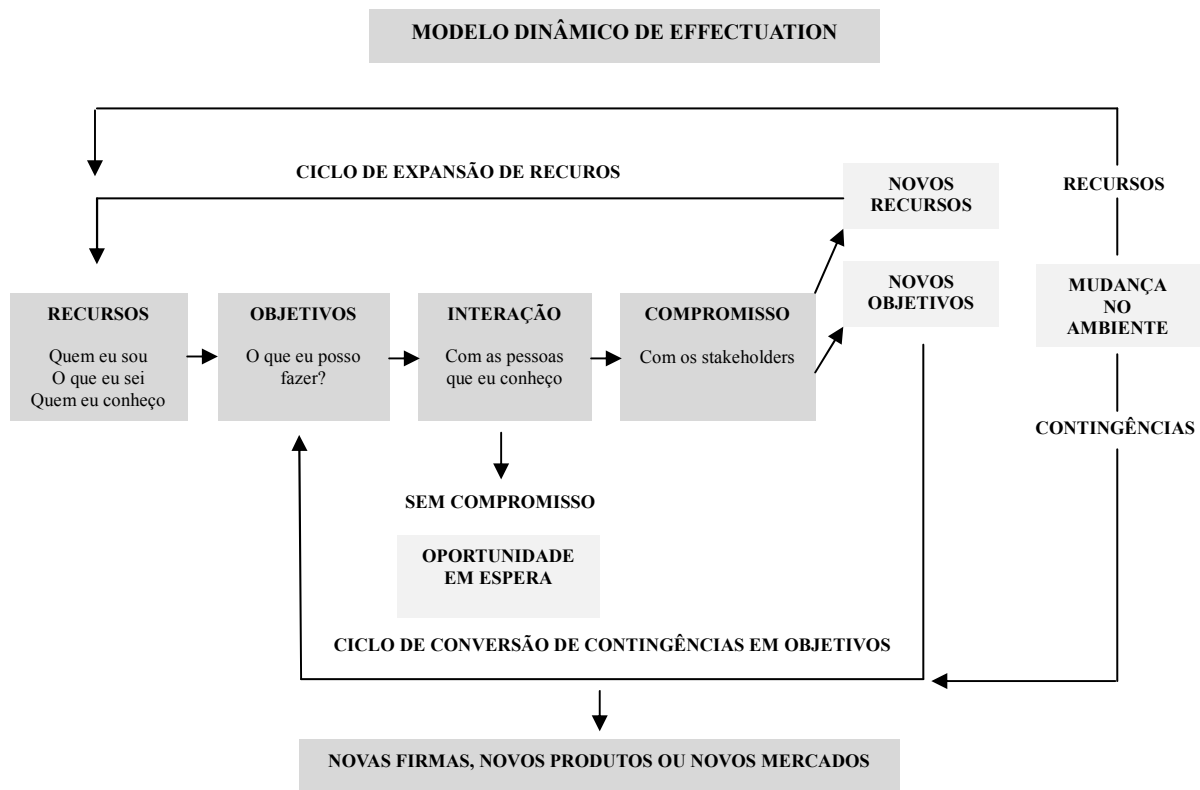 MODELO DINÂMICO DE EFFECTUATION
CICLO DE EXPANSÃO DE RECUROS
NOVOS
RECURSOS
RECURSOS
NOVOS
OBJETIVOS
MUDANÇA
NO
AMBIENTE
RECURSOS
Quem eu sou
O que eu sei
Quem eu conheço
OBJETIVOS
O que eu posso
fazer?
INTERAÇÃO
Com as pessoas
que eu conheço
COMPROMISSO
Com os stakeholders
CONTINGÊNCIAS
SEM COMPROMISSO
OPORTUNIDADE
EM ESPERA
CICLO DE CONVERSÃO DE CONTINGÊNCIAS EM OBJETIVOS
NOVAS FIRMAS, NOVOS PRODUTOS OU NOVOS MERCADOS